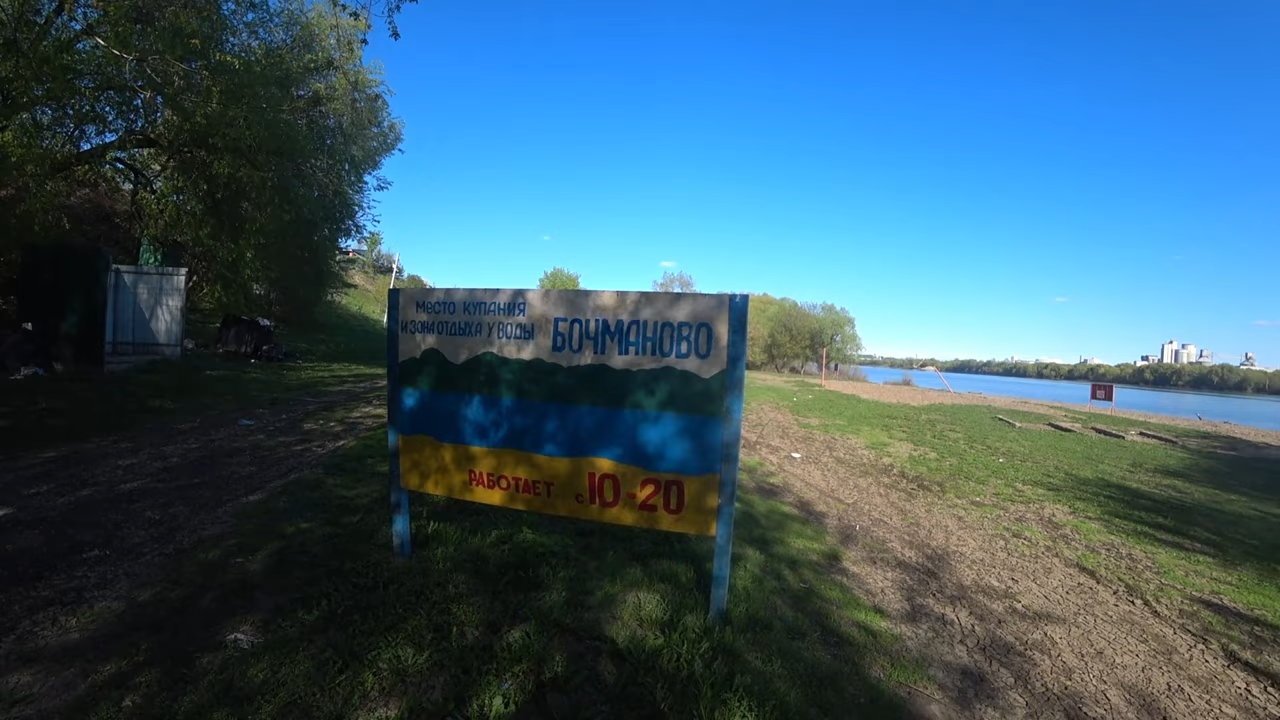 место купания
и зона отдыха у воды
БОЧМАНОВО
РАБОТАЕТ с 10-20